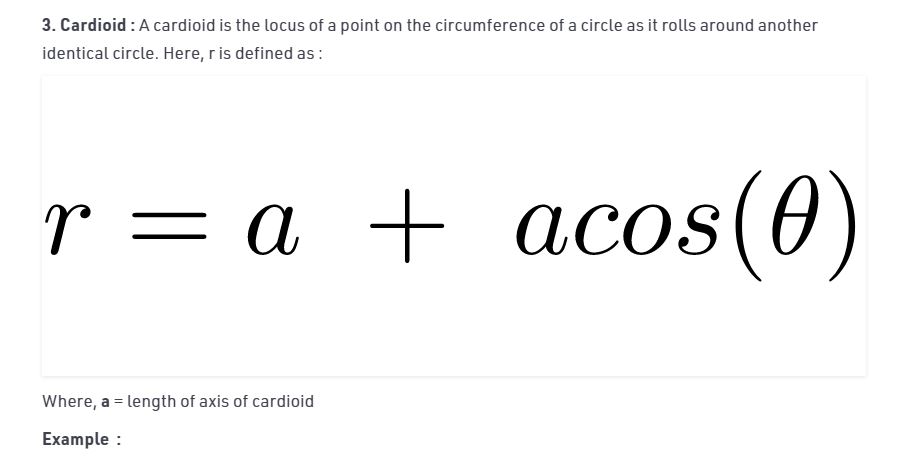 3. Cardioid : A cardioid is the locus of a point on the circumference of a circle as it rolls around another
identical circle. Here, r is defined as :
r = a + acos(θ)
Where, a = length of axis of cardioid
Example :